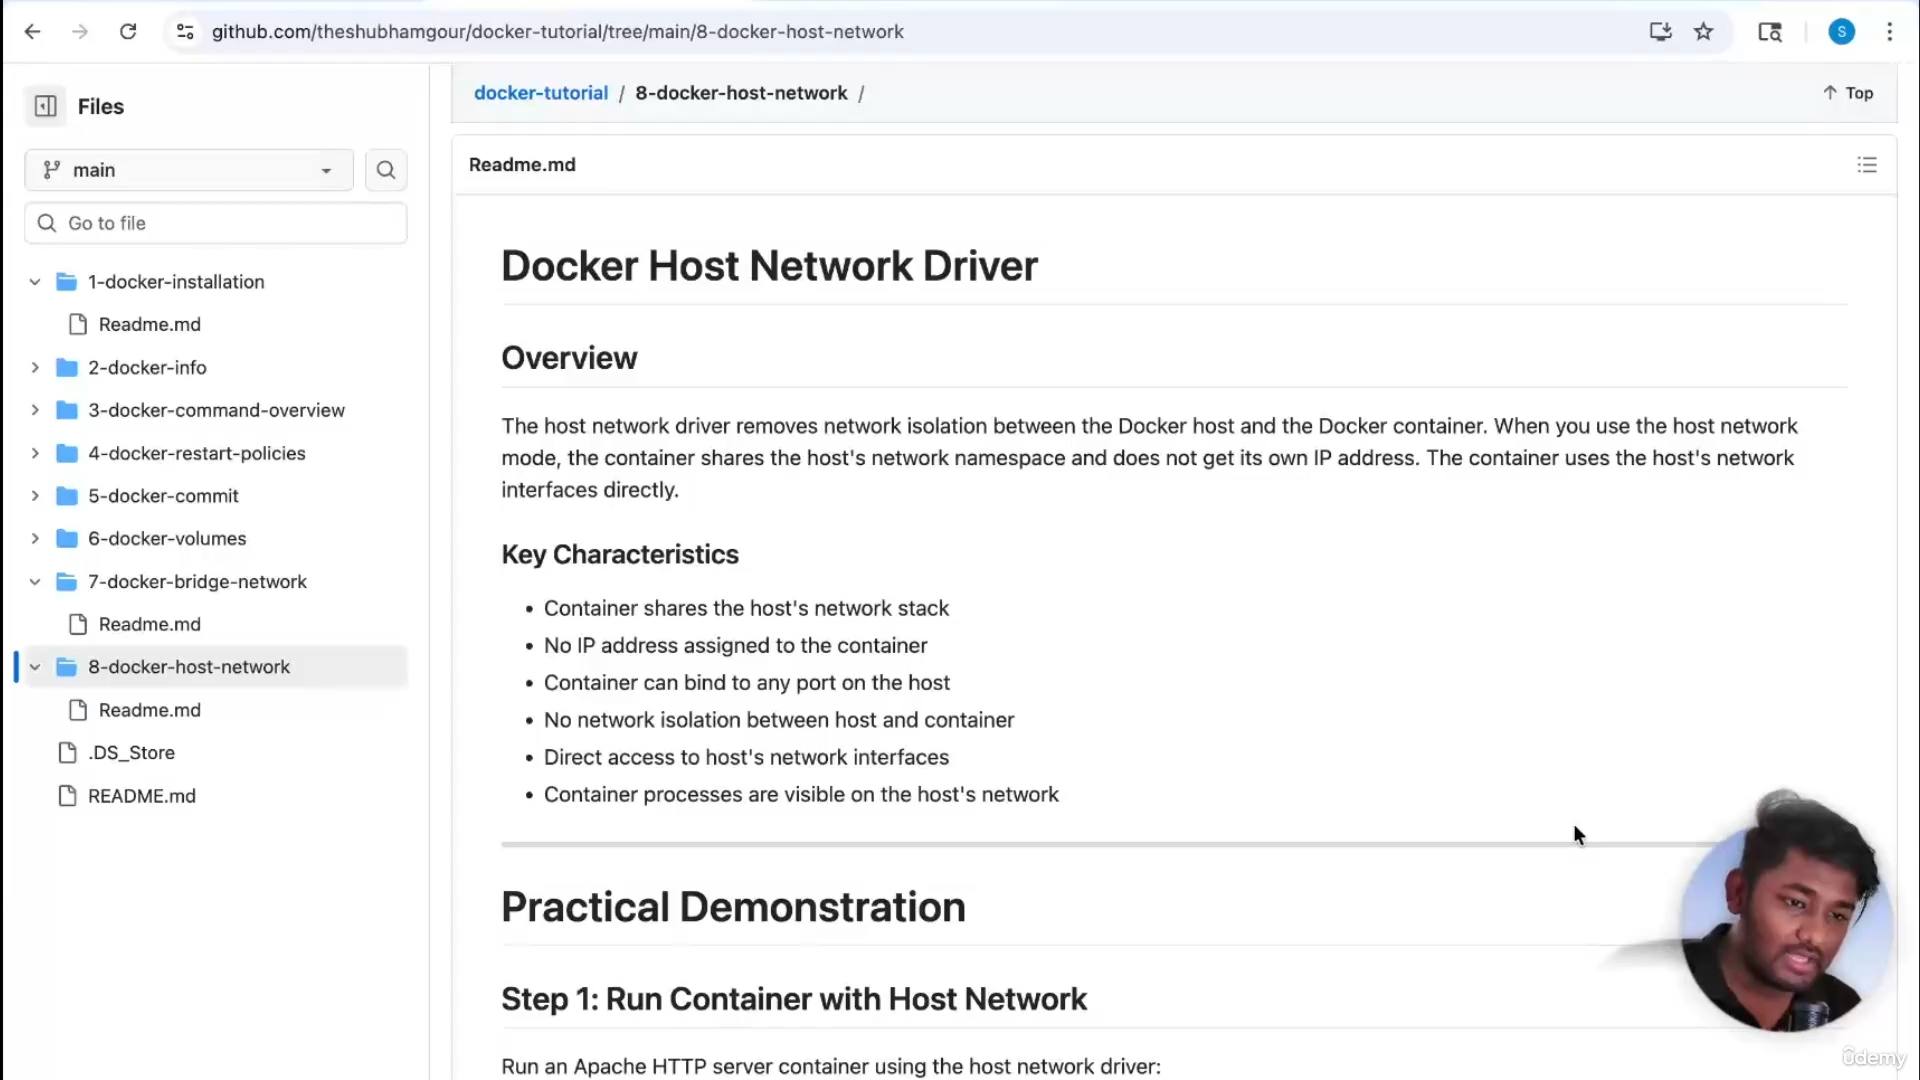 github.com/theshubhamgour/docker-tutorial/tree/main/8-docker-host-network
S
Files
main
Go to file
1-docker-installation
Readme.md
2-docker-info
3-docker-command-overview
4-docker-restart-policies
5-docker-commit
6-docker-volumes
7-docker-bridge-network
Readme.md
8-docker-host-network
Readme.md
.DS_Store
README.md
docker-tutorial / 8-docker-host-network /
Top
Readme.md
Docker Host Network Driver
Overview
The host network driver removes network isolation between the Docker host and the Docker container. When you use the host network
mode, the container shares the host's network namespace and does not get its own IP address. The container uses the host's network
interfaces directly.
Key Characteristics
• Container shares the host's network stack
• No IP address assigned to the container
• Container can bind to any port on the host
• No network isolation between host and container
• Direct access to host's network interfaces
• Container processes are visible on the host's network
Practical Demonstration
Step 1: Run Container with Host Network
Run an Apache HTTP server container using the host network driver:
ûdemy